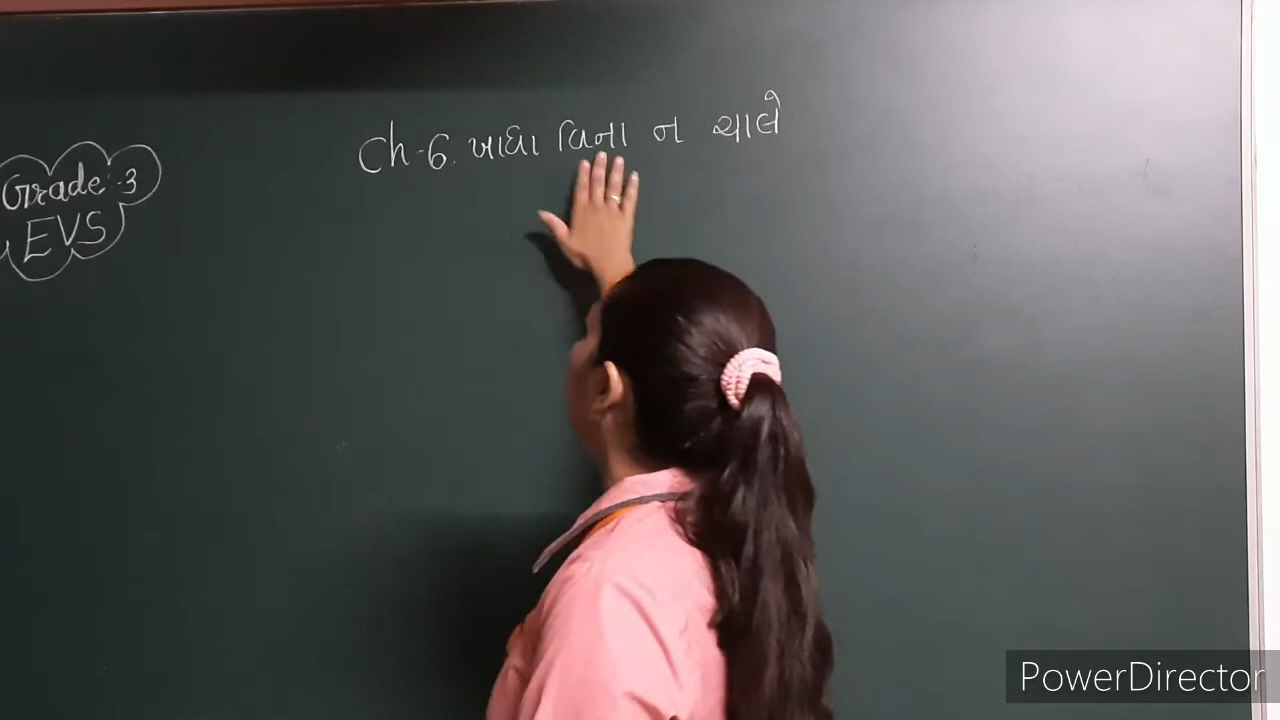 Ch-6. ખાધા વિના ન ચાલે
Grade-3
EVS
PowerDirector